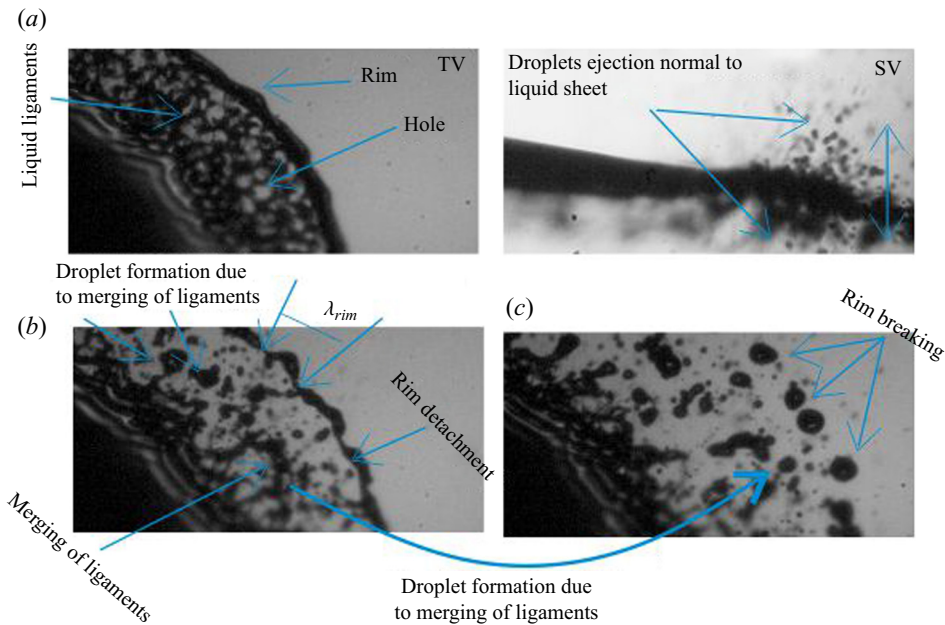 (a)
Liquid ligaments
TV
Rim
Hole
Droplets ejection normal to
liquid sheet
SV
Droplet formation due
to merging of ligaments
(b)
λrim
Rim detachment
Merging of
ligaments
(c)
Rim breaking
Droplet formation due
to merging of ligaments